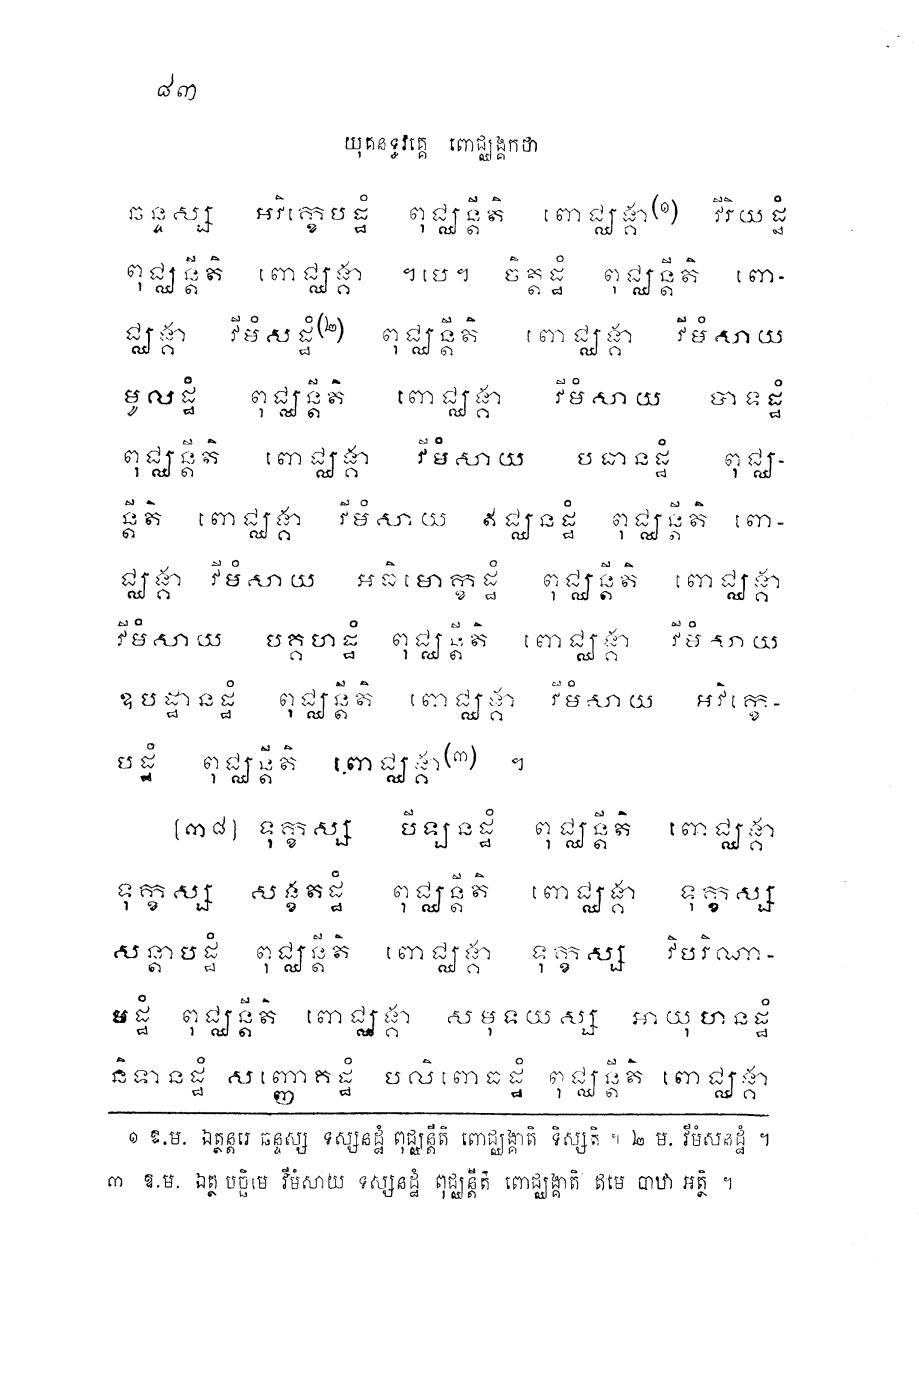 ៨៣
យុគនទ្ធវគ្គេ ពោជ្ឈង្គកថា
ឆន្ទស្ស អវិក្ខេបដ្ឋំ ពុជ្ឈន្តីតិ ពោជ្ឈង្គា(១) វីរិយដ្ឋំ
ពុជ្ឈន្តីតិ ពោជ្ឈង្គា ។បេ។ ចិត្តដ្ឋំ ពុជ្ឈន្តីតិ ពោ-
ជ្ឈង្គា វីមំសដ្ឋំ(២) ពុជ្ឈន្តីតិ ពោជ្ឈង្គា វីមំសាយ
មូលដ្ឋំ ពុជ្ឈន្តីតិ ពោជ្ឈង្គា វីមំសាយ បាទដ្ឋំ
ពុជ្ឈន្តីតិ ពោជ្ឈង្គា វីមំសាយ បធានដ្ឋំ ពុជ្ឈ-
ន្តីតិ ពោជ្ឈង្គា វីមំសាយ ឥជ្ឈនដ្ឋំ ពុជ្ឈន្តីតិ ពោ-
ជ្ឈង្គា វីមំសាយ អធិមោក្ខដ្ឋំ ពុជ្ឈន្តីតិ ពោជ្ឈង្គា
វីមំសាយ បគ្គហដ្ឋំ ពុជ្ឈន្តីតិ ពោជ្ឈង្គា វីមំសាយ
ឧបដ្ឋានដ្ឋំ ពុជ្ឈន្តីតិ ពោជ្ឈង្គា វីមំសាយ អវិក្ខេ-
បដ្ឋំ ពុជ្ឈន្តីតិ ពោជ្ឈង្គា(៣) ។
[៣៨] ទុក្ខស្ស បីឡនដ្ឋំ ពុជ្ឈន្តីតិ ពោជ្ឈង្គា
ទុក្ខស្ស សង្ខតដ្ឋំ ពុជ្ឈន្តីតិ ពោជ្ឈង្គា ទុក្ខស្ស
សន្តាបដ្ឋំ ពុជ្ឈន្តីតិ ពោជ្ឈង្គា ទុក្ខស្ស វិបរិណា-
មដ្ឋំ ពុជ្ឈន្តីតិ ពោជ្ឈង្គា សមុទយស្ស អាយុហានដ្ឋំ
និទានដ្ឋំ សញ្ញោគដ្ឋំ បលិពោធដ្ឋំ ពុជ្ឈន្តីតិ ពោជ្ឈង្គា
១ ឱ.ម. ឯត្ថន្តរេ ឆន្ទស្ស ទស្សនដ្ឋំ ពុជ្ឈន្តីតិ ពោជ្ឈង្គាតិ ទិស្សតិ ។ ២ ម. វីមំសនដ្ឋំ ។
៣ ឱ.ម. ឯត្ថ បច្ឆិមេ វីមំសាយ ទស្សនដ្ឋំ ពុជ្ឈន្តីតិ ពោជ្ឈង្គាតិ ឥមេ បាឋា អត្ថិ ។